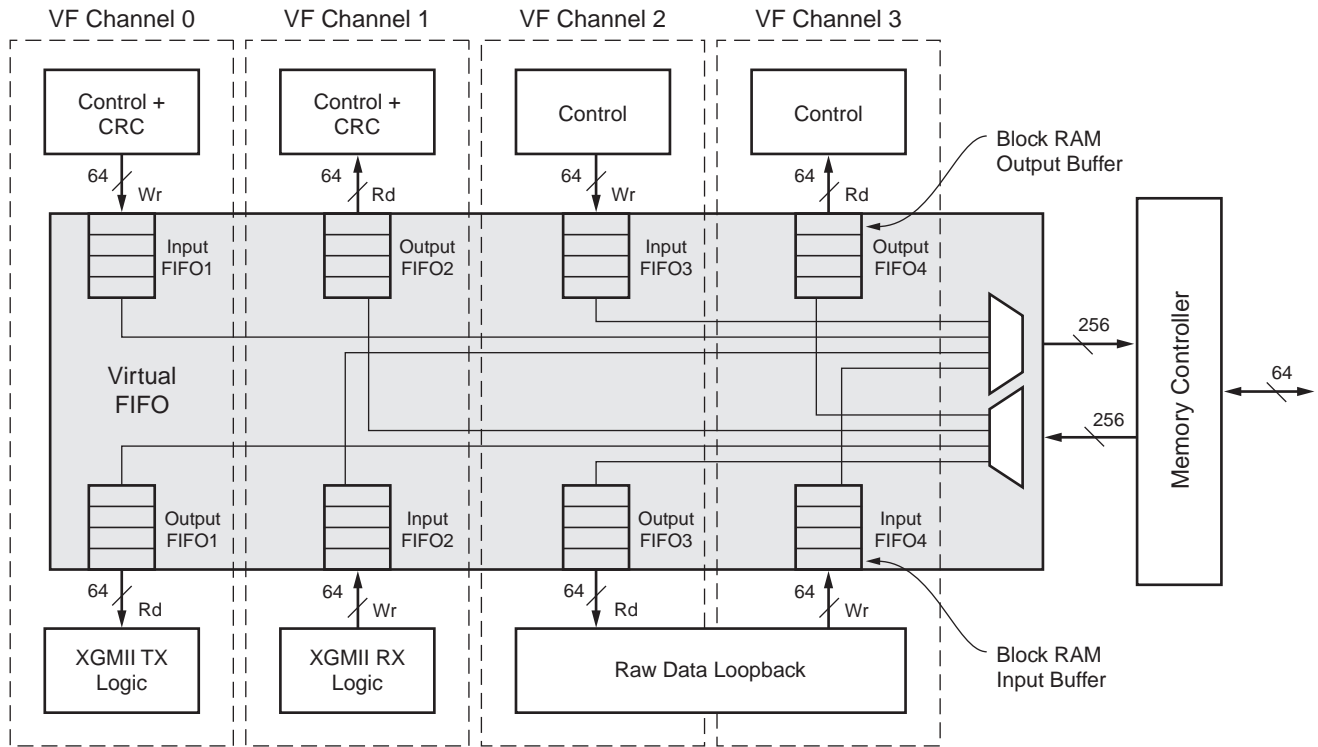 VF Channel 0
VF Channel 1
VF Channel 2
VF Channel 3
Control +
CRC
Control +
CRC
Control
Control
Block RAM
Output Buffer
64
Wr
64
Rd
64
Wr
64
Rd
Input
FIFO1
Output
FIFO2
Input
FIFO3
Output
FIFO4
256
Memory Controller
64
Virtual
FIFO
256
Output
FIFO1
Input
FIFO2
Output
FIFO3
Input
FIFO4
64
Rd
64
Wr
64
Rd
64
Wr
XGMII TX
Logic
XGMII RX
Logic
Raw Data Loopback
Block RAM
Input Buffer